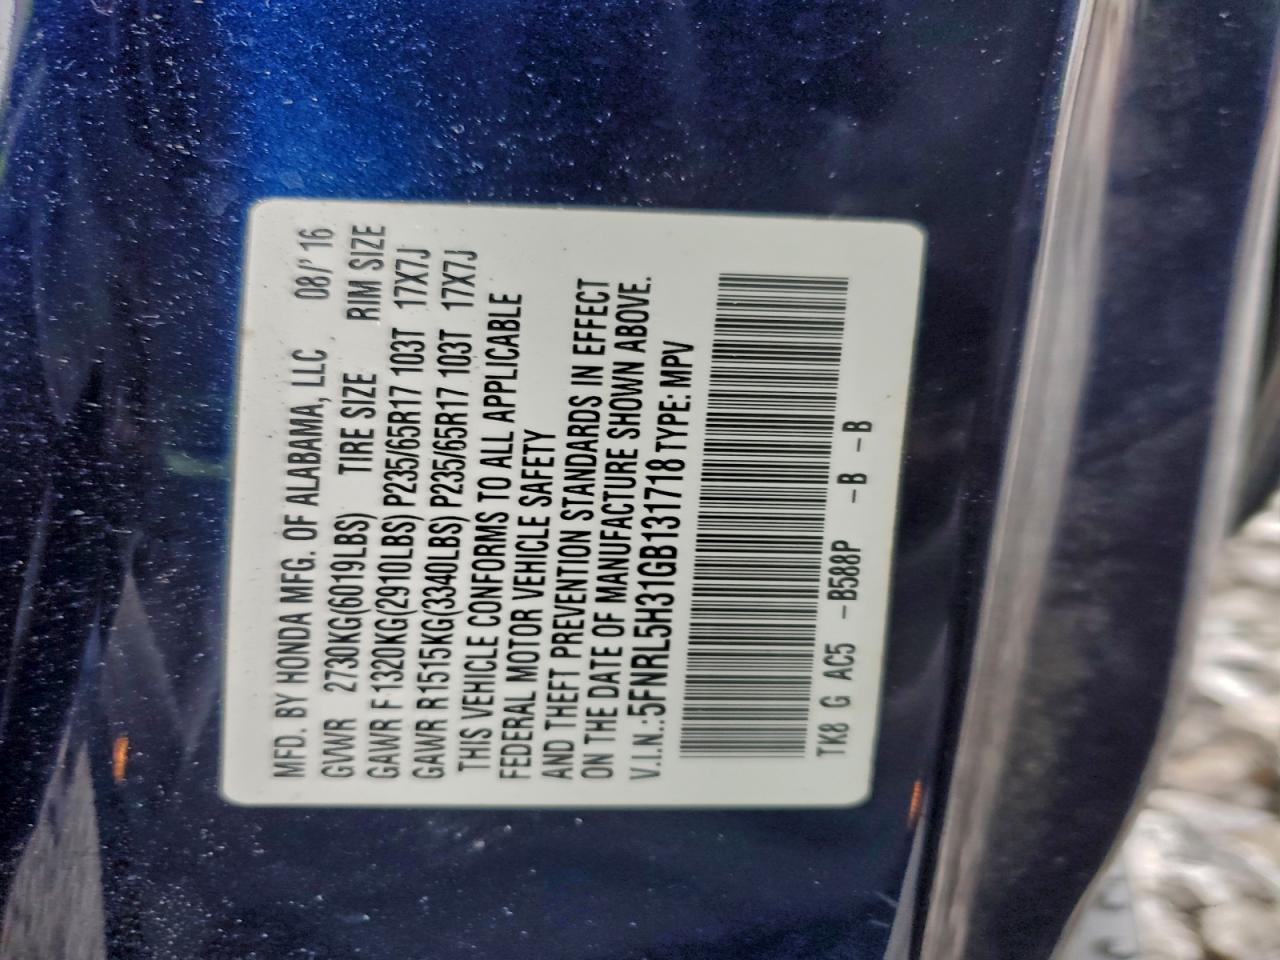 MFD. BY HONDA MFG. OF ALABAMA, LLC 08/'16
GVWR 2730KG(6019LBS) TIRE SIZE RIM SIZE
GAWR F 1320KG(2910LBS) P235/65R17 103T 17X7J
GAWR R1515KG(3340LBS) P235/65R17 103T 17X7J
THIS VEHICLE CONFORMS TO ALL APPLICABLE
FEDERAL MOTOR VEHICLE SAFETY
AND THEFT PREVENTION STANDARDS IN EFFECT
ON THE DATE OF MANUFACTURE SHOWN ABOVE.
V.I.N.:5FNRL5H31GB131718 TYPE: MPV
TK8 G AC5 -B588P -B -B